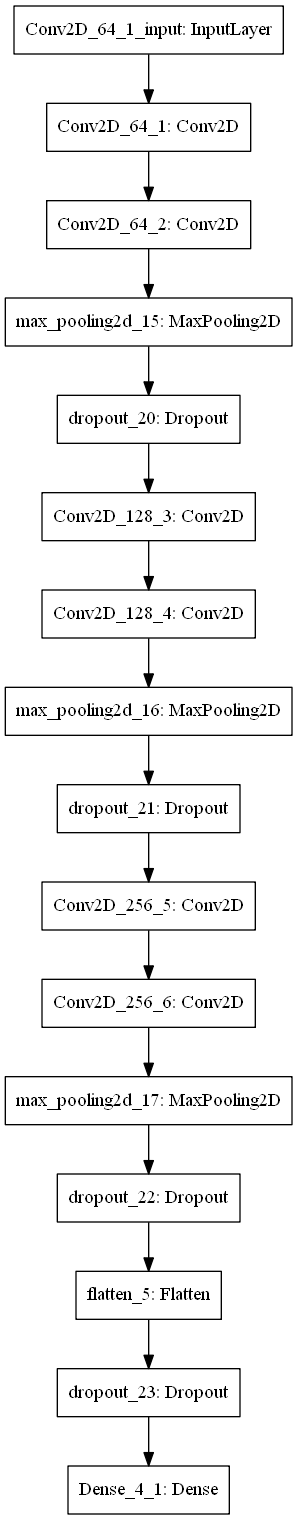 Conv2D_64_1_input: InputLayer
Conv2D_64_1: Conv2D
Conv2D_64_2: Conv2D
max_pooling2d_15: MaxPooling2D
dropout_20: Dropout
Conv2D_128_3: Conv2D
Conv2D_128_4: Conv2D
max_pooling2d_16: MaxPooling2D
dropout_21: Dropout
Conv2D_256_5: Conv2D
Conv2D_256_6: Conv2D
max_pooling2d_17: MaxPooling2D
dropout_22: Dropout
flatten_5: Flatten
dropout_23: Dropout
Dense_4_1: Dense